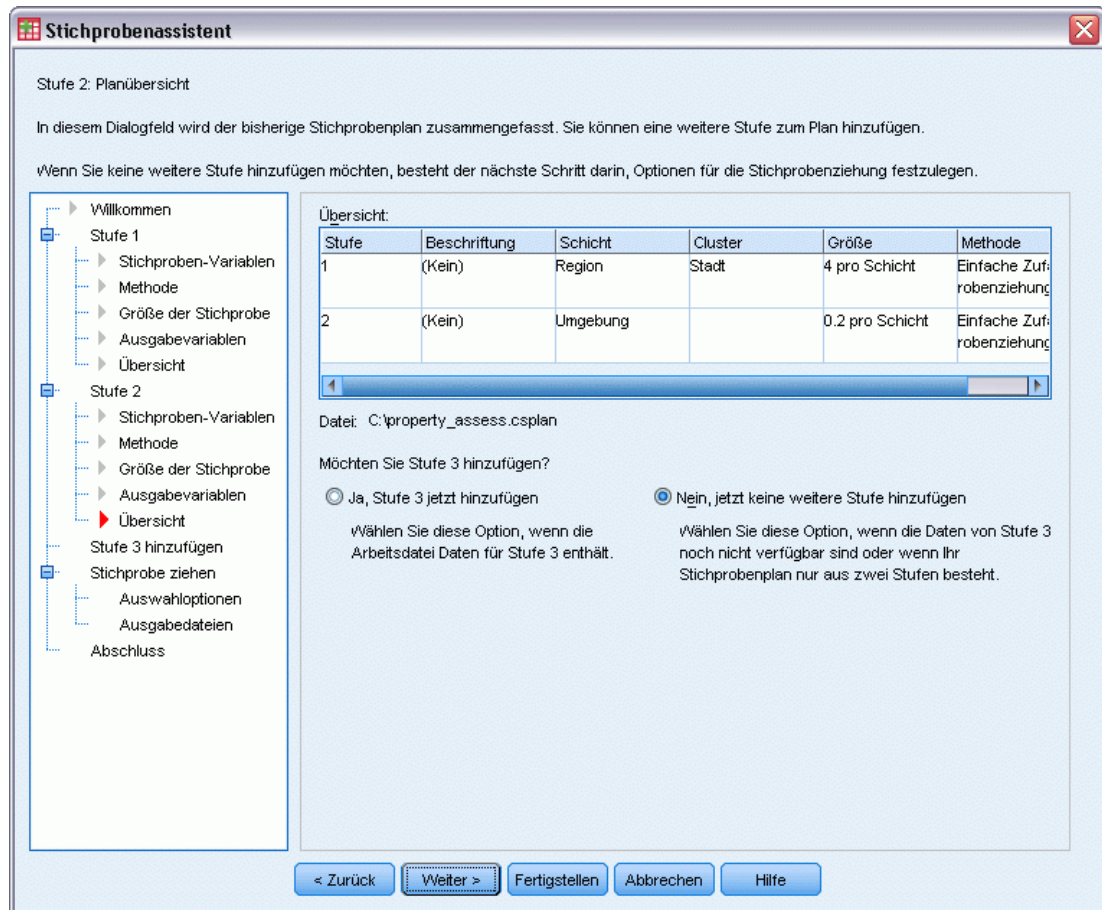 Stichprobenassistent
Stufe 2: Planübersicht
In diesem Dialogfeld wird der bisherige Stichprobenplan zusammengefasst. Sie können eine weitere Stufe zum Plan hinzufügen.
Wenn Sie keine weitere Stufe hinzufügen möchten, besteht der nächste Schritt darin, Optionen für die Stichprobenziehung festzulegen.
Willkommen
Stufe 1
Stichproben-Variablen
Methode
Größe der Stichprobe
Ausgabevariablen
Übersicht
Stufe 2
Stichproben-Variablen
Methode
Größe der Stichprobe
Ausgabevariablen
Übersicht
Stufe 3 hinzufügen
Stichprobe ziehen
Auswahloptionen
Ausgabedateien
Abschluss
Übersicht:
Stufe Beschriftung Schicht Cluster Größe Methode
1 (Kein) Region Stadt 4 pro Schicht Einfache Zufa
robenziehung
2 (Kein) Umgebung 0.2 pro Schicht Einfache Zufa
robenziehung
Datei: C:\property_assess.csplan
Möchten Sie Stufe 3 hinzufügen?
Ja, Stufe 3 jetzt hinzufügen
Wählen Sie diese Option, wenn die
Arbeitsdatei Daten für Stufe 3 enthält.
Nein, jetzt keine weitere Stufe hinzufügen
Wählen Sie diese Option, wenn die Daten von Stufe 3
noch nicht verfügbar sind oder wenn Ihr
Stichprobenplan nur aus zwei Stufen besteht.
< Zurück Weiter > Fertigstellen Abbrechen Hilfe